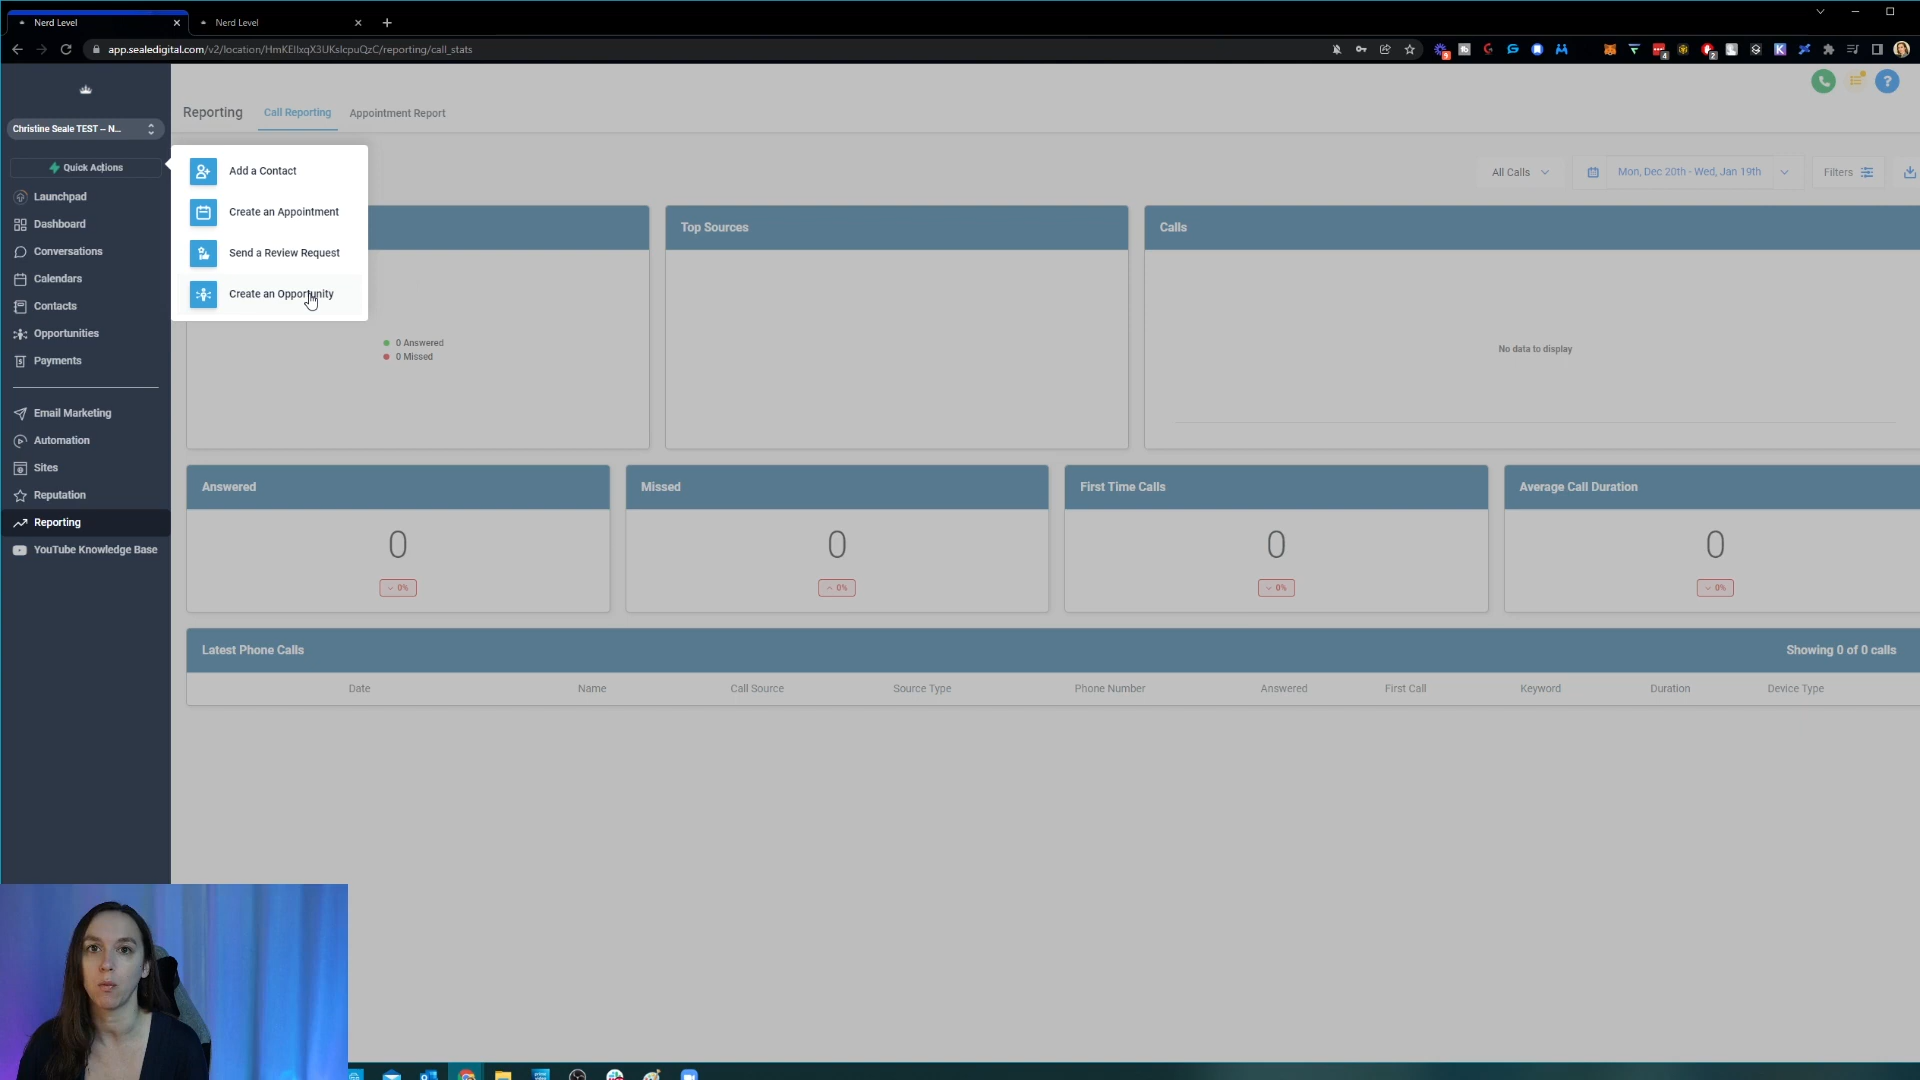 Nerd Level
Nerd Level
app.sealedigital.com/v2/location/HmKEIlxqX3UKslcpuQzC/reporting/call_stats
9
4
2
Christine Seale TEST – N...
Reporting
Call Reporting
Appointment Report
Quick Actions
Launchpad
Dashboard
Conversations
Calendars
Contacts
Opportunities
Payments
Email Marketing
Automation
Sites
Reputation
Reporting
YouTube Knowledge Base
Add a Contact
Create an Appointment
Send a Review Request
Create an Opportunity
All Calls
Mon, Dec 20th - Wed, Jan 19th
Filters
Top Sources
Calls
0 Answered
0 Missed
No data to display
Answered
Missed
First Time Calls
Average Call Duration
0
0
0
0
0%
0%
0%
0%
Latest Phone Calls
Showing 0 of 0 calls
Date
Name
Call Source
Source Type
Phone Number
Answered
First Call
Keyword
Duration
Device Type